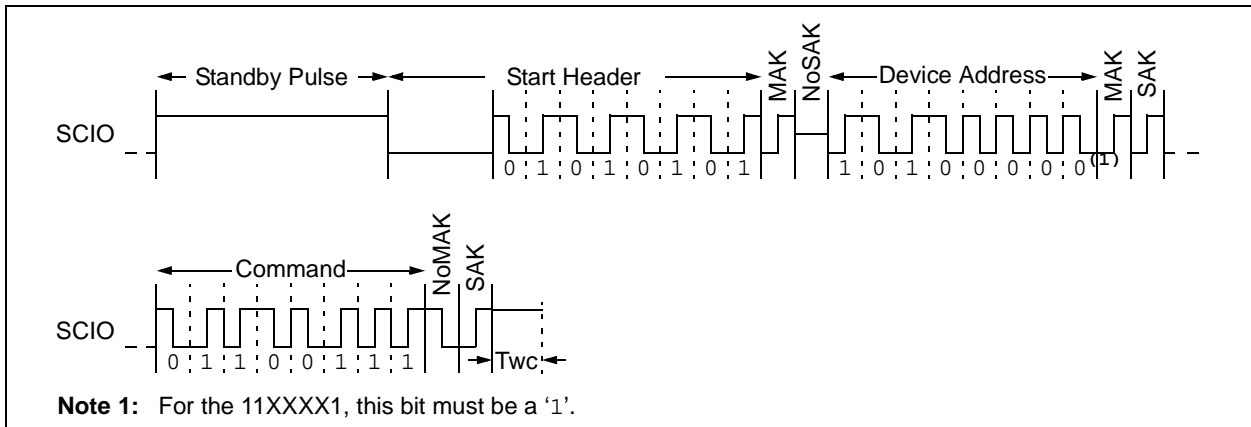 Standby Pulse Start Header MAK NoSAK Device Address MAK SAK
SCIO
0 1 0 1 0 1 0 1 1 0 1 0 0 0 0 0(1)
Command NoMAK SAK
SCIO
0 1 1 0 0 1 1 1 Twc
Note 1: For the 11XXXX1, this bit must be a ‘1’.